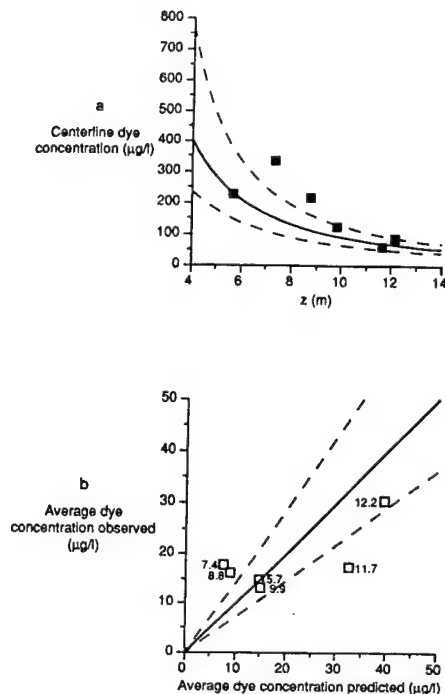 800
700
600
500
400
300
200
100
0
a
Centerline dye
concentration (µg/l)
4 6 8 10 12 14
z (m)
50
40
30
20
10
0
b
Average dye
concentration observed
(µg/l)
7.4
8.8
5.7
9.9
12.2
11.7
0 10 20 30 40 50
Average dye concentration predicted (µg/l)